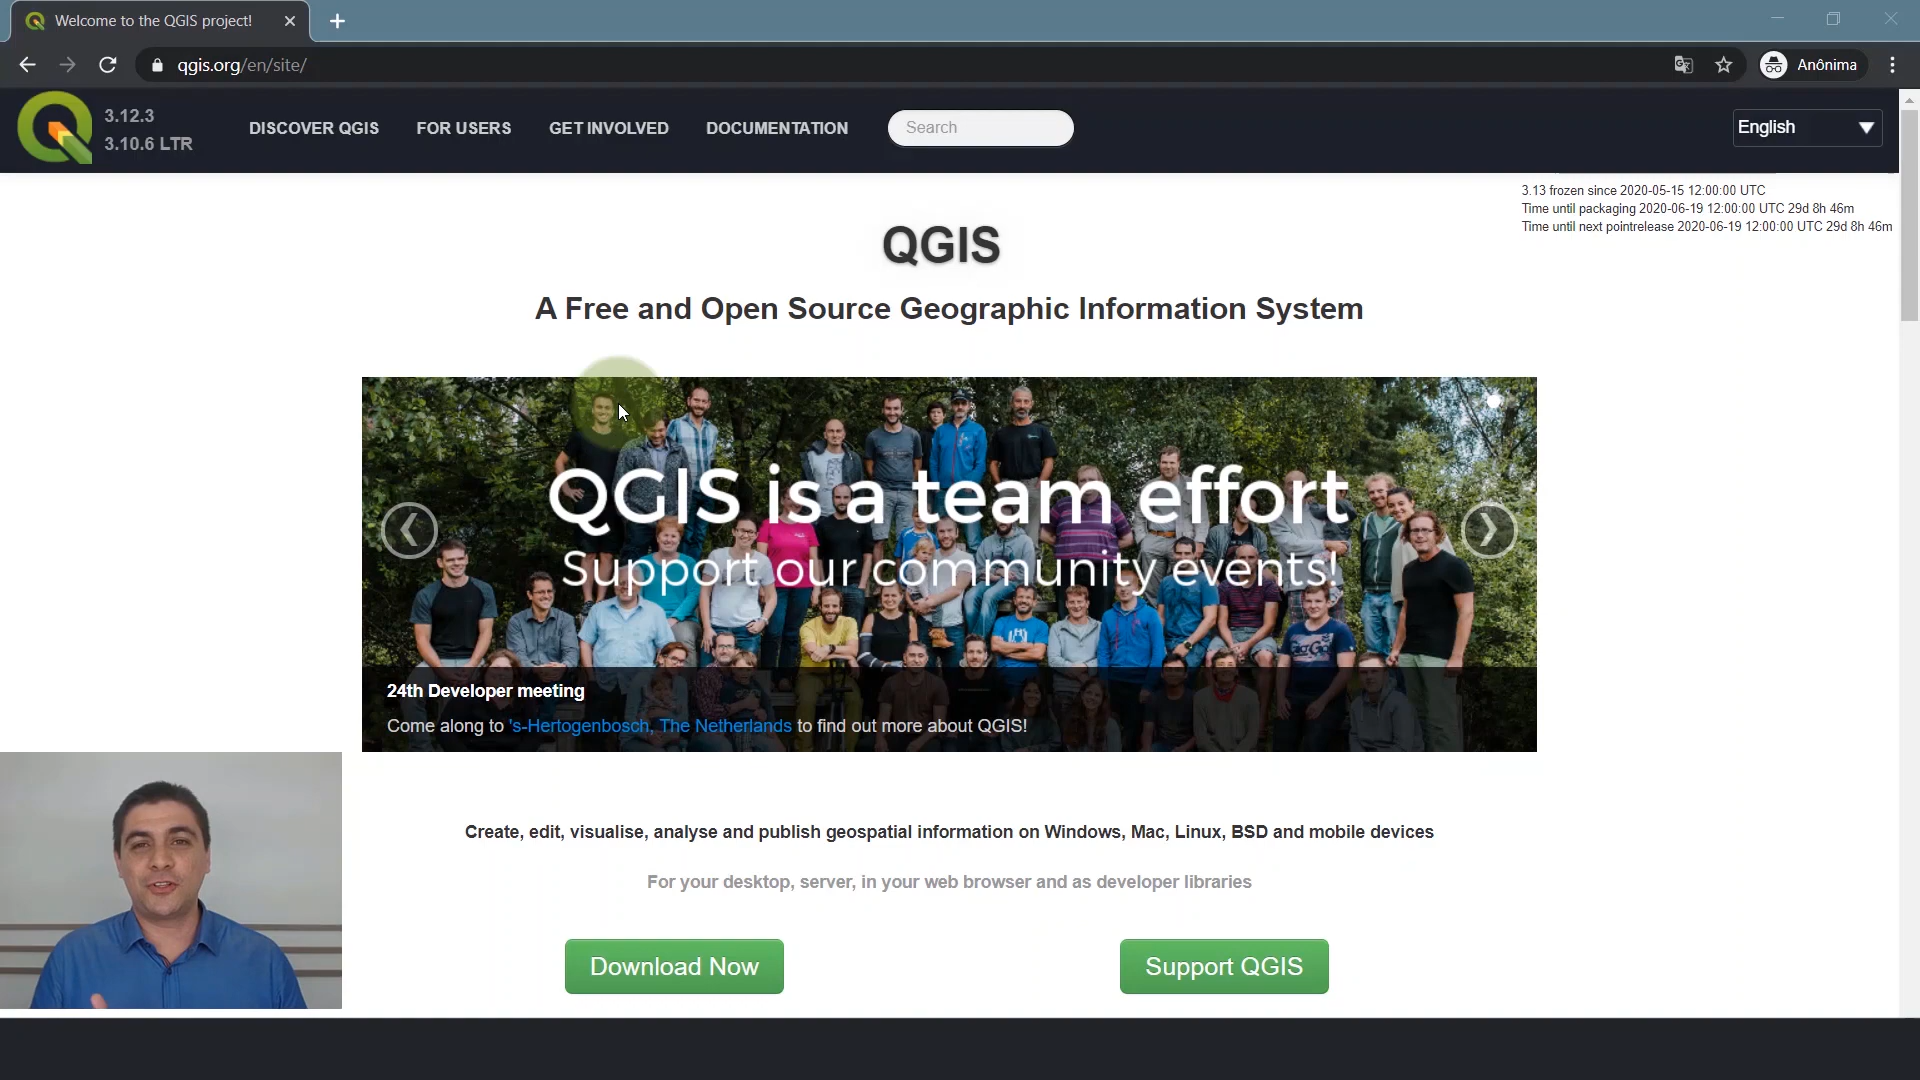 Welcome to the QGIS project!
qgis.org/en/site/
Anônima
3.12.3
3.10.6 LTR
DISCOVER QGIS
FOR USERS
GET INVOLVED
DOCUMENTATION
Search
English
3.13 frozen since 2020-05-15 12:00:00 UTC
Time until packaging 2020-06-19 12:00:00 UTC 29d 8h 46m
Time until next pointrelease 2020-06-19 12:00:00 UTC 29d 8h 46m
QGIS
A Free and Open Source Geographic Information System
QGIS is a team effort
Support our community events!
24th Developer meeting
Come along to 's-Hertogenbosch, The Netherlands to find out more about QGIS!
Create, edit, visualise, analyse and publish geospatial information on Windows, Mac, Linux, BSD and mobile devices
For your desktop, server, in your web browser and as developer libraries
Download Now
Support QGIS